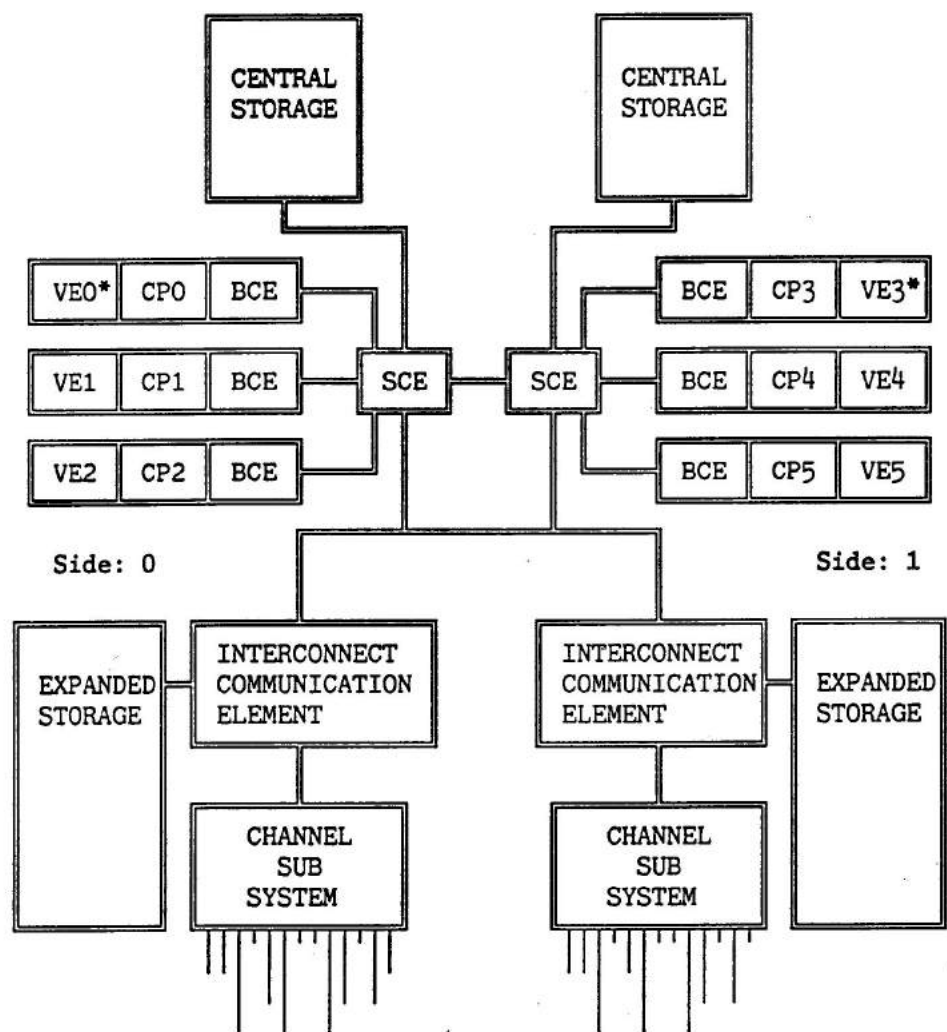 CENTRAL
STORAGE
CENTRAL
STORAGE
VE0* CP0 BCE
BCE CP3 VE3*
VE1 CP1 BCE
SCE
SCE
BCE CP4 VE4
VE2 CP2 BCE
BCE CP5 VE5
Side: 0
Side: 1
EXPANDED
STORAGE
INTERCONNECT
COMMUNICATION
ELEMENT
INTERCONNECT
COMMUNICATION
ELEMENT
EXPANDED
STORAGE
CHANNEL
SUB
SYSTEM
CHANNEL
SUB
SYSTEM